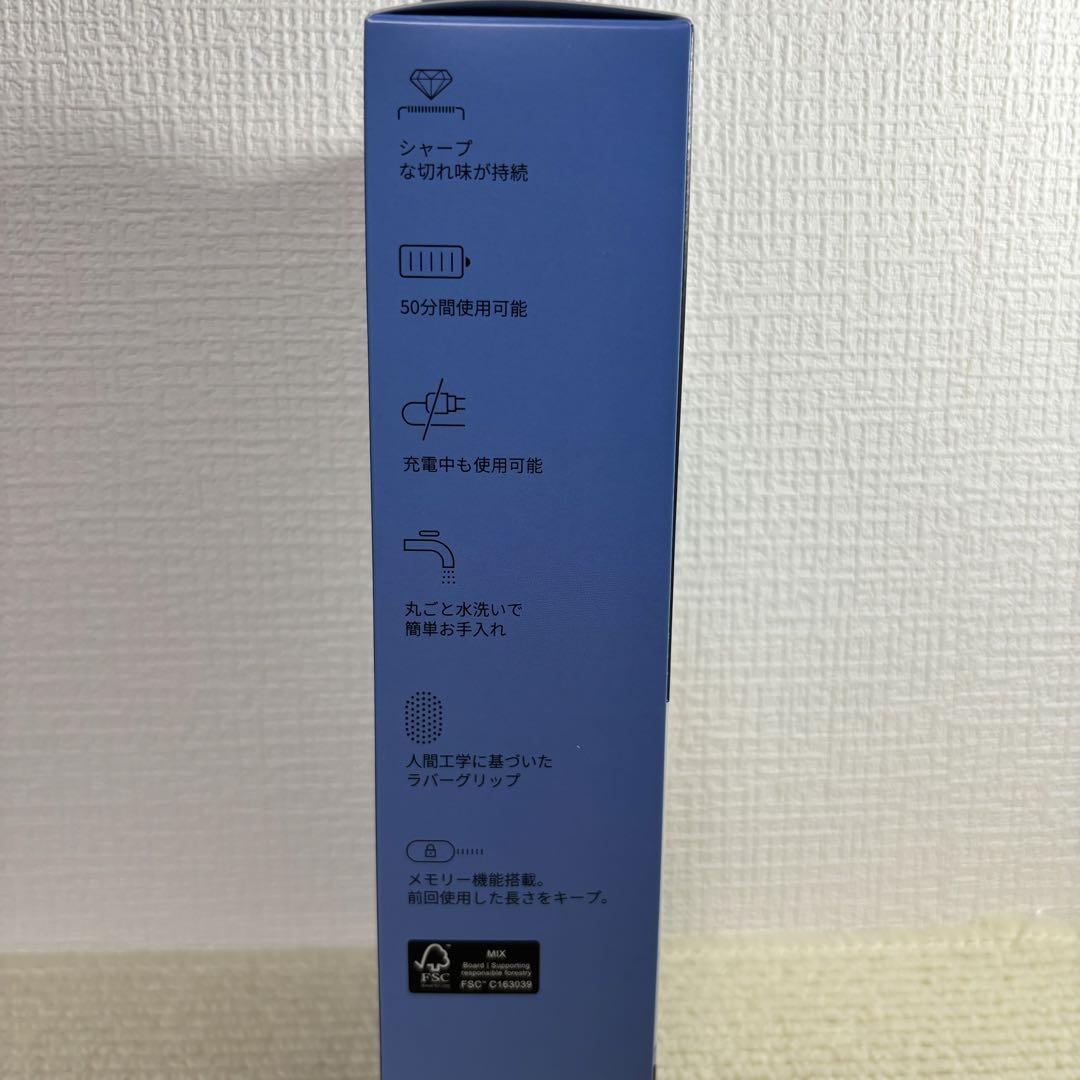 シャープ
な切れ味が持続
50分間使用可能
充電中も使用可能
丸ごと水洗いで
簡単お手入れ
人間工学に基づいた
ラバーグリップ
メモリー機能搭載。
前回使用した長さをキープ。
FSC
MIX
Board | Supporting
responsible forestry
FSC™ C163039